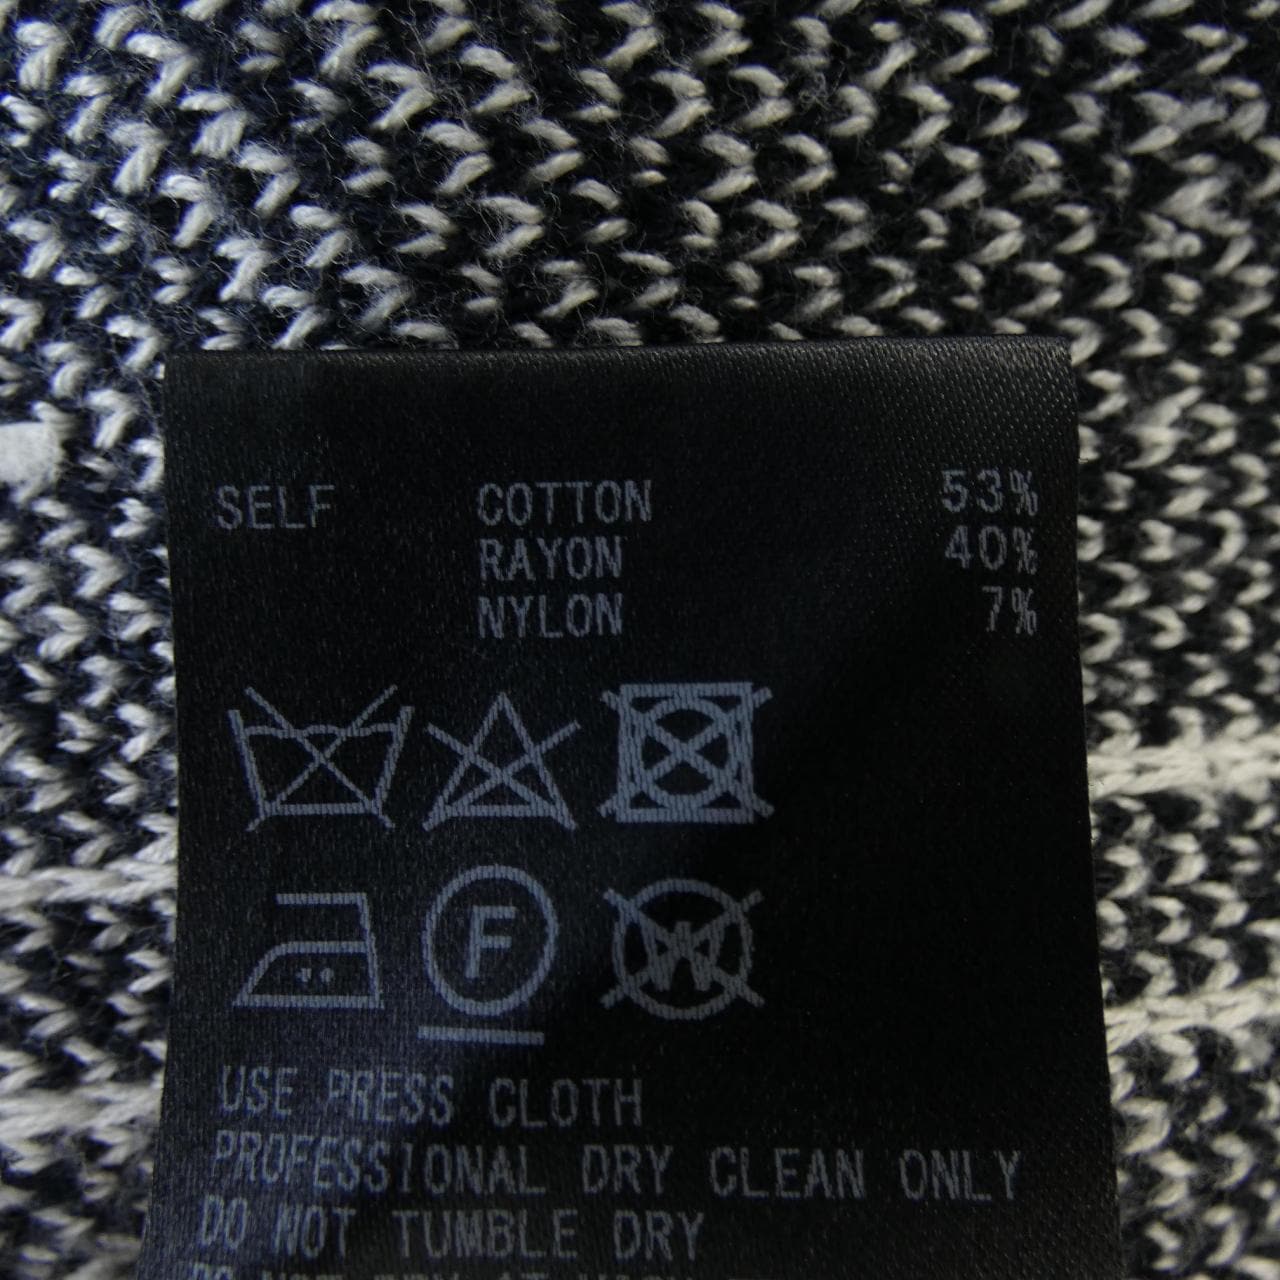 SELF COTTON 53%
RAYON 40%
NYLON 7%
F
W
USE PRESS CLOTH
PROFESSIONAL DRY CLEAN ONLY
DO NOT TUMBLE DRY